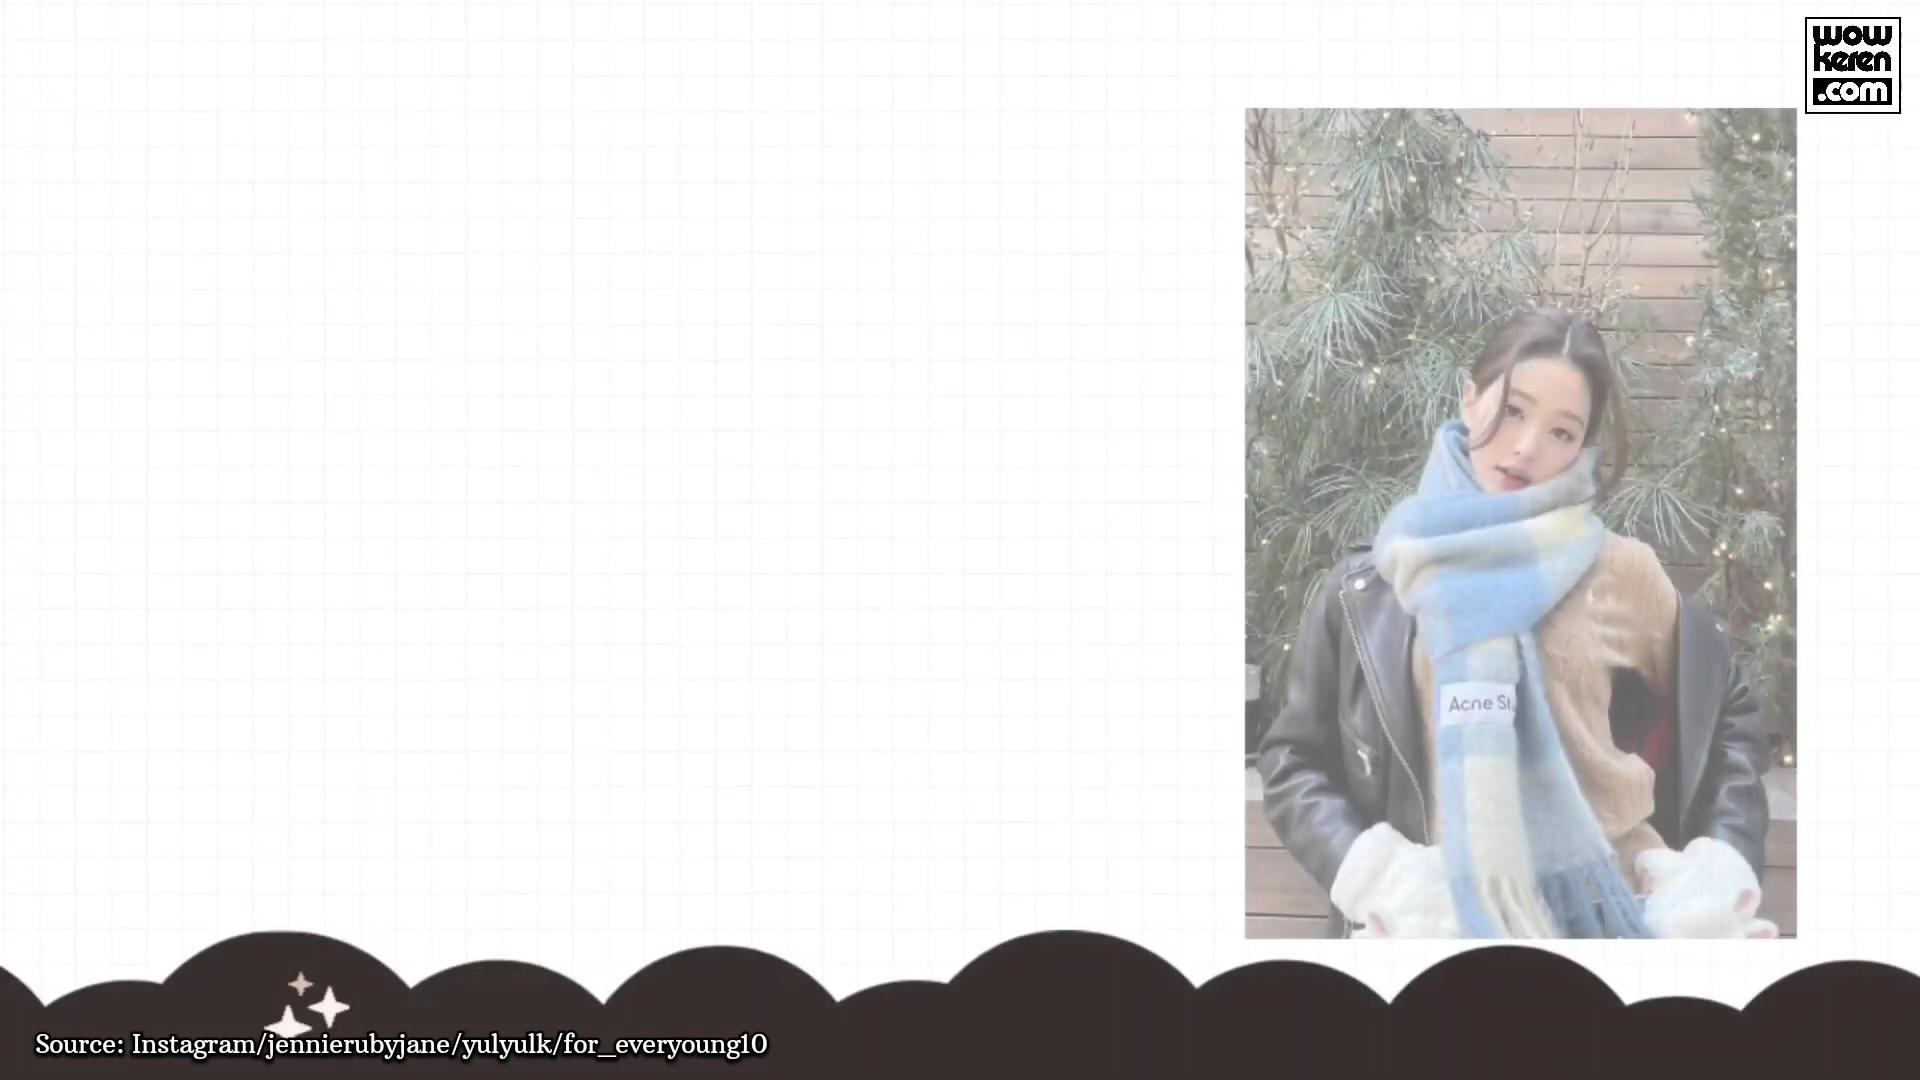 wow
keren
.com
Acne St
Source: Instagram/jennierubyjane/yulyulk/for_everyoung10